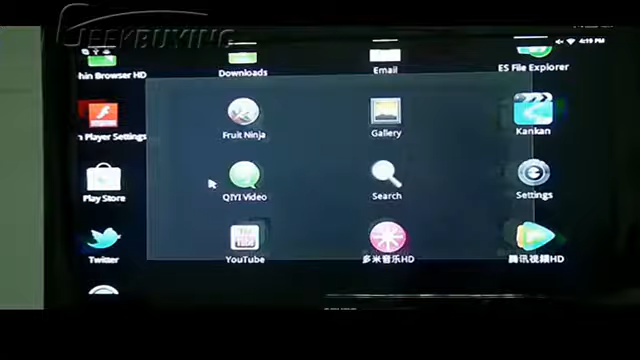 GEEKBUYING
4:19 PM
hin Browser HD
Downloads
Email
ES File Explorer
n Player Settings
Fruit Ninja
Gallery
Kankan
Play Store
QIYI Video
Search
Settings
Twitter
YouTube
多米音乐HD
腾讯视频HD